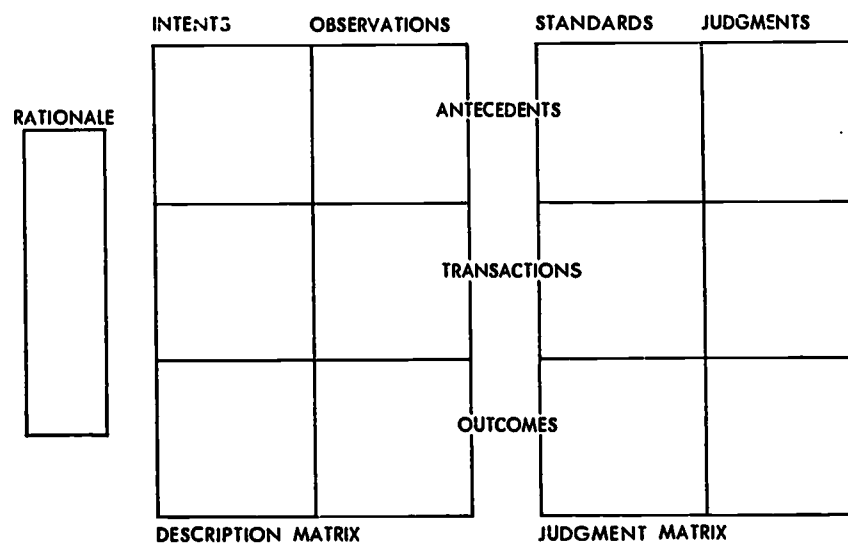 INTENTS OBSERVATIONS STANDARDS JUDGMENTS
ANTECEDENTS
RATIONALE
TRANSACTIONS
OUTCOMES
DESCRIPTION MATRIX JUDGMENT MATRIX